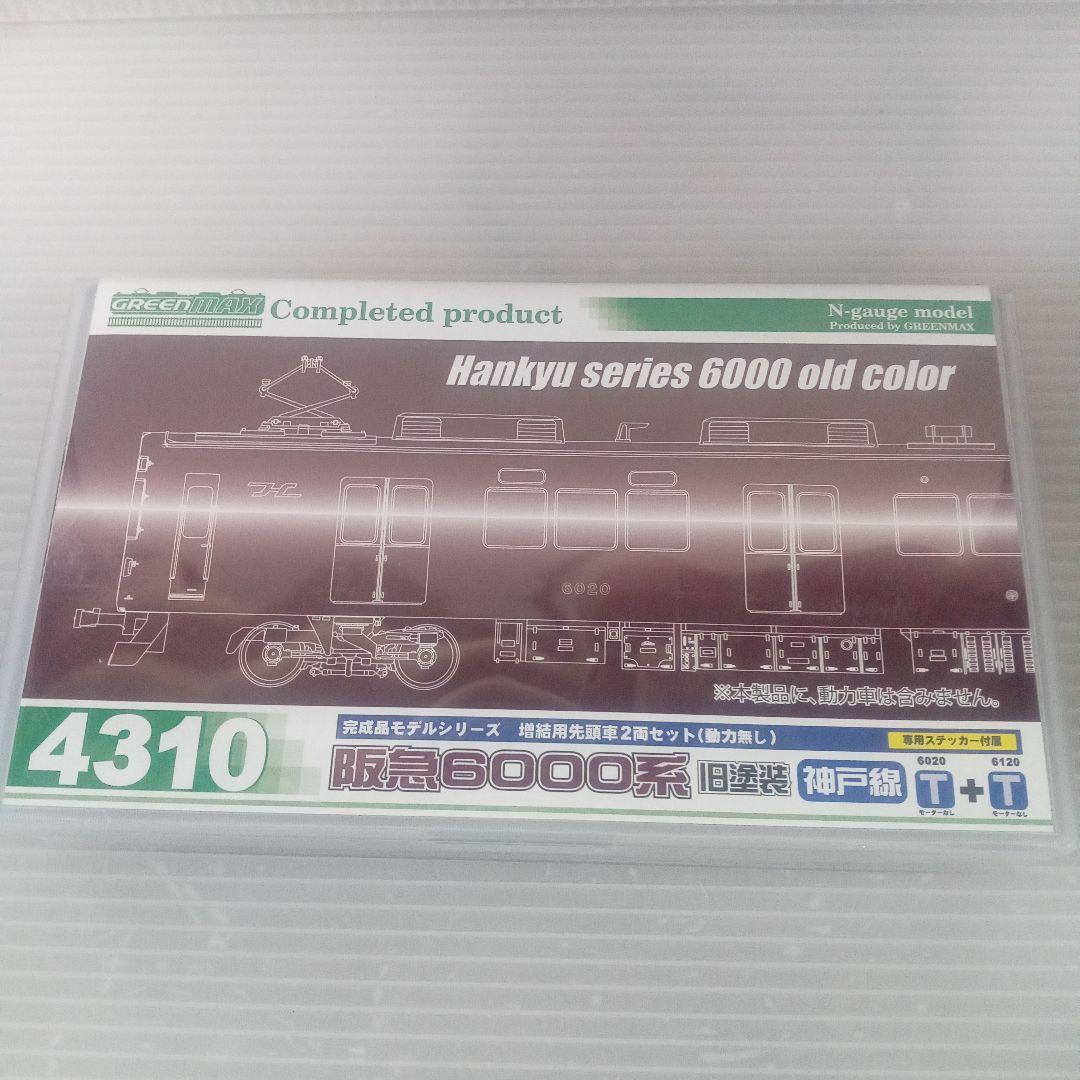 GREENMAX Completed product
N-gauge model
Produced by GREENMAX
Hankyu series 6000 old color
6020
※本製品に、動力車は含みません。
4310
完成品モデルシリーズ 増結用先頭車2両セット(動力無し)
専用ステッカー付属
阪急6000系 旧塗装 神戸線
6020 6120
T + T
モーターなし モーターなし